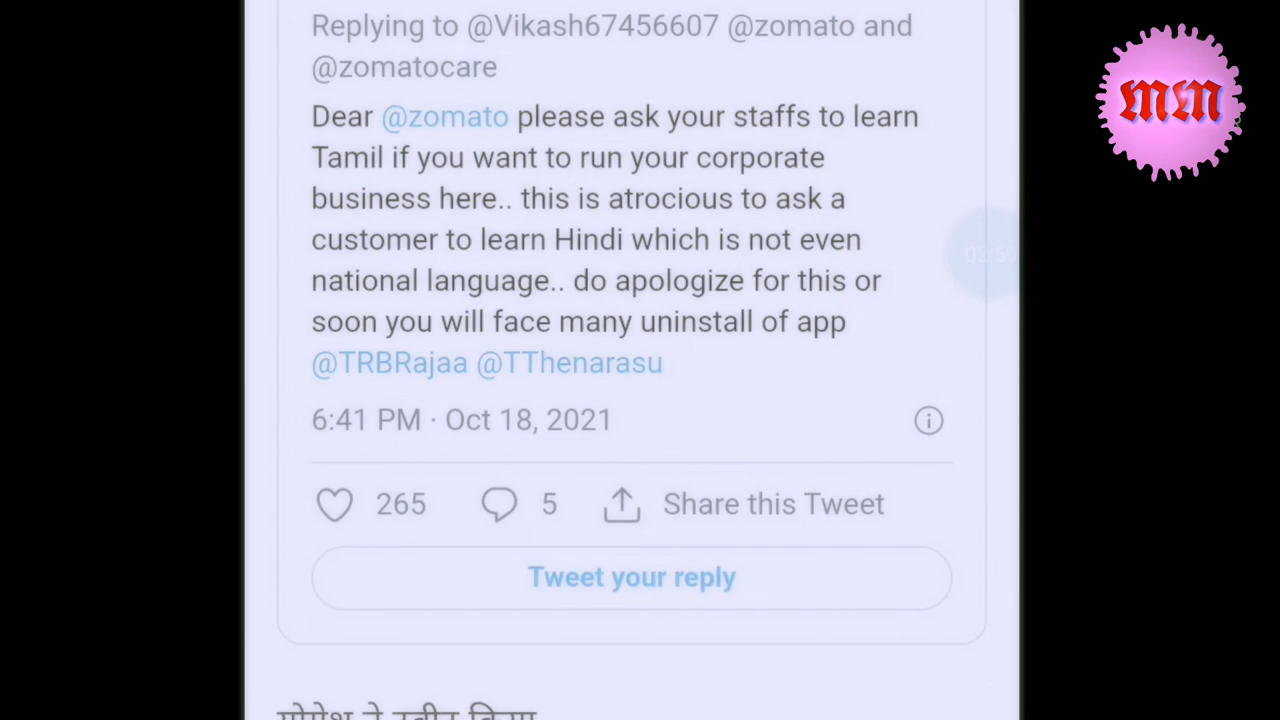 Replying to @Vikash67456607 @zomato and
@zomatocare
Dear @zomato please ask your staffs to learn
Tamil if you want to run your corporate
business here.. this is atrocious to ask a
customer to learn Hindi which is not even
national language.. do apologize for this or
soon you will face many uninstall of app
@TRBRajaa @TThenarasu
6:41 PM · Oct 18, 2021
265 5 Share this Tweet
Tweet your reply
योगेश ने ट्वीट किया
MM